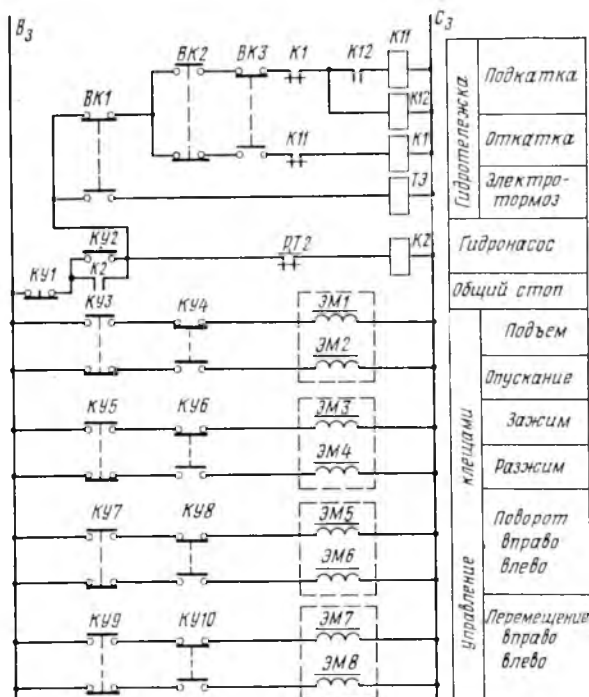 В3
С3
К11
ВК2
ВК3
К1
К12
ВК1
К12
К11
К1
ТЭ
КУ2
РТ2
К2
КУ1
К2
КУ3
КУ4
ЭМ1
ЭМ2
КУ5
КУ6
ЭМ3
ЭМ4
КУ7
КУ8
ЭМ5
ЭМ6
КУ9
КУ10
ЭМ7
ЭМ8
Гидротележка
Подкатка
Откатка
Электро-
тормоз
Гидронасос
Общий стоп
Управление клещами
Подъем
Опускание
Зажим
Разжим
Поворот
вправо
влево
Перемещение
вправо
влево